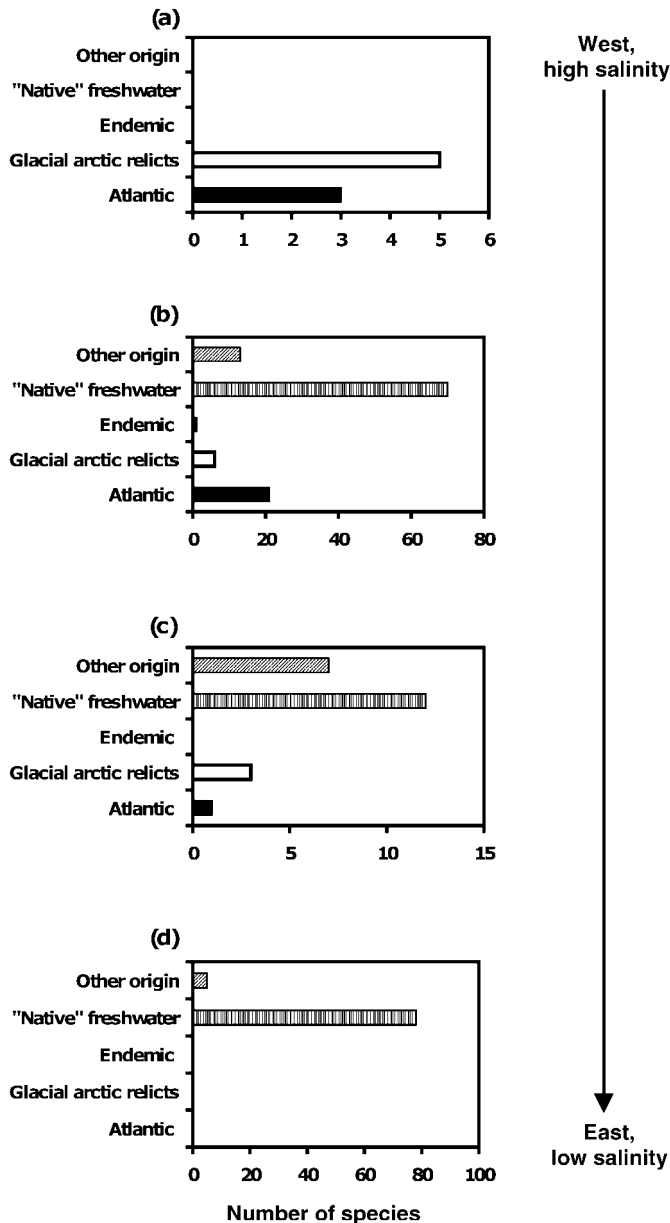 (a)
West,
high salinity
Other origin
"Native" freshwater
Endemic
Glacial arctic relicts
Atlantic
0 1 2 3 4 5 6
(b)
Other origin
"Native" freshwater
Endemic
Glacial arctic relicts
Atlantic
0 20 40 60 80
(c)
Other origin
"Native" freshwater
Endemic
Glacial arctic relicts
Atlantic
0 5 10 15
(d)
Other origin
"Native" freshwater
Endemic
Glacial arctic relicts
Atlantic
0 20 40 60 80 100
Number of species
East,
low salinity